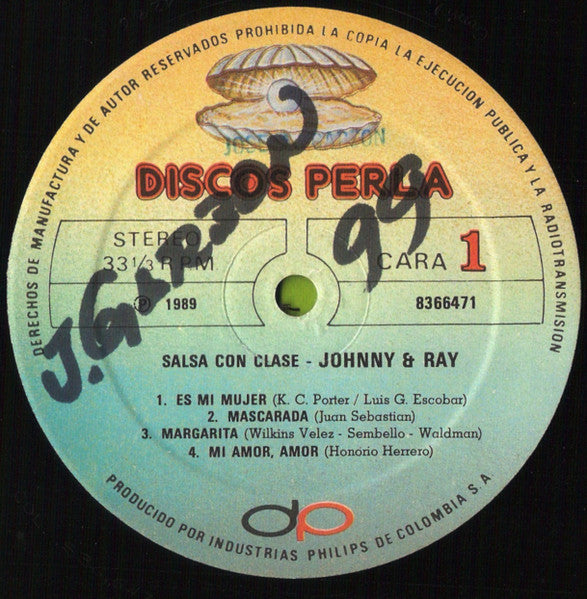 DERECHOS DE MANUFACTURA Y DE AUTOR RESERVADOS PROHIBIDA LA COPIA LA EJECUCION PUBLICA Y LA RADIOTRANSMISION
DISCOS PERLA
J. GARZON
99
STEREO
33 1/3 R.P.M
CARA 1
Ⓟ 1989
8366471
SALSA CON CLASE - JOHNNY & RAY
1. ES MI MUJER (K. C. Porter / Luis G. Escobar)
2. MASCARADA (Juan Sebastian)
3. MARGARITA (Wilkins Velez - Sembello - Waldman)
4. MI AMOR, AMOR (Honorio Herrero)
dp
PRODUCIDO POR INDUSTRIAS PHILIPS DE COLOMBIA S.A.